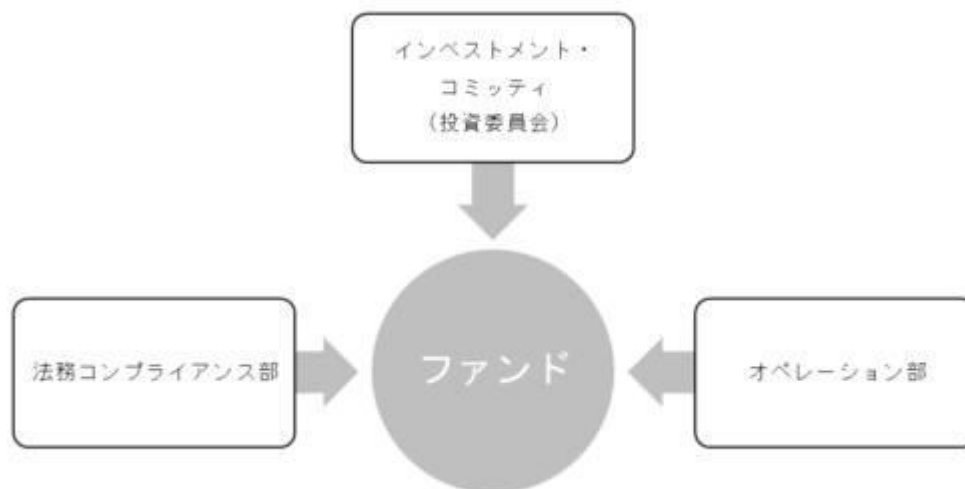 インベストメント・
コミッティ
（投資委員会）
法務コンプライアンス部
ファンド
オペレーション部